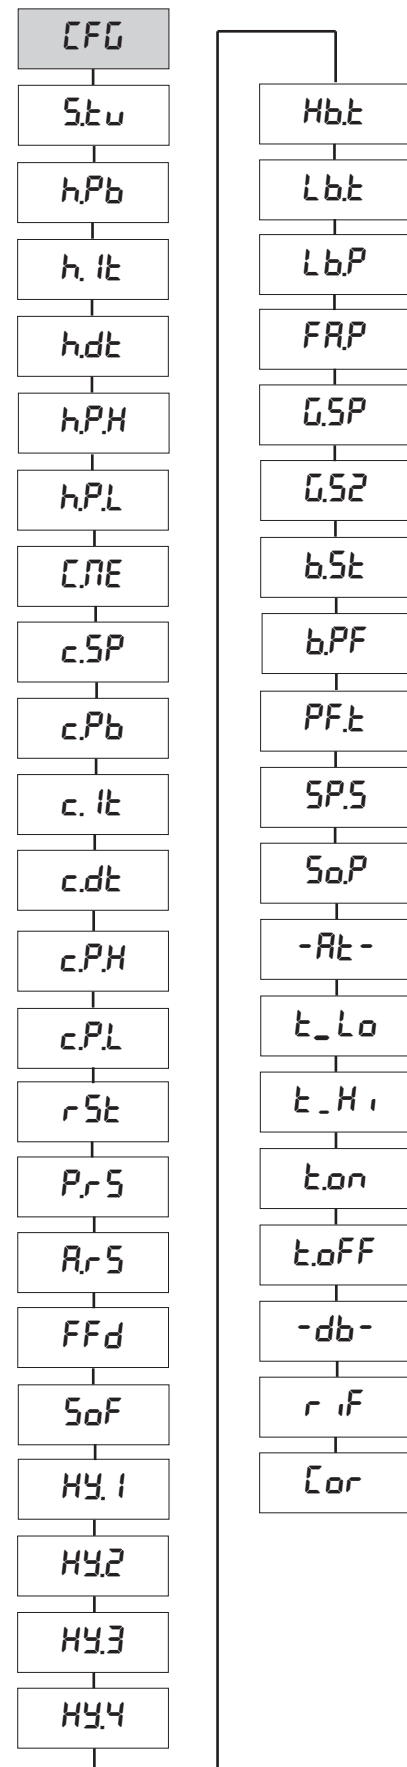 CFG
S.tu
h.Pb
h.It
h.dt
h.P.H
h.P.L
C.ME
c.SP
c.Pb
c.It
c.dt
c.P.H
c.P.L
rSt
P.rS
A.rS
FFd
SoF
HY.1
HY.2
HY.3
HY.4
Hb.t
Lb.t
Lb.P
FA.P
G.SP
G.S2
b.St
b.PF
PF.t
SP.S
So.P
-At-
t_Lo
t_Hi
t.on
t.oFF
-db-
riF
Cor